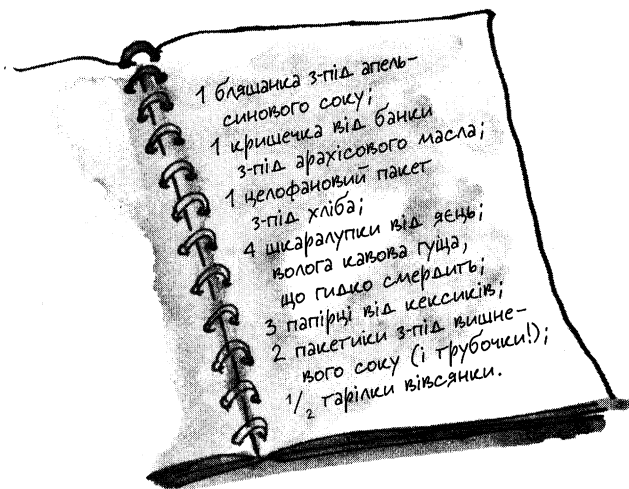 1 бляшанка з-під апель-
синового соку;
1 кришечка від банки
з-під арахісового масла;
1 целофановий пакет
з-під хліба;
4 шкаралупки від яєць;
волога кавова гуща,
що гидко смердить;
3 папірці від кексиків;
2 пакетики з-під вишне-
вого соку (і трубочки!);
1/2 тарілки вівсянки.